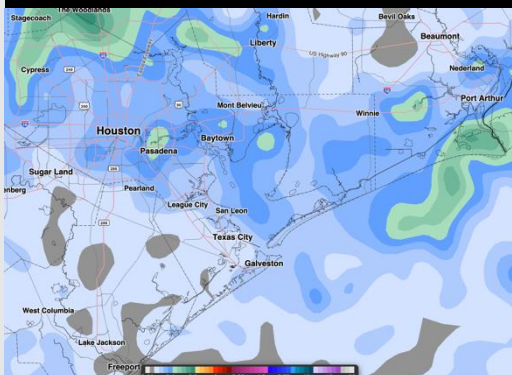 The Woodlands
Stagecoach
Hardin
Bevil Oaks
Beaumont
Liberty
US Highway 90
Cypress
Nederland
Port Arthur
Mont Belvieu
Winnie
Houston
Baytown
Pasadena
Sugar Land
enberg
Pearland
League City
San Leon
Texas City
Galveston
West Columbia
Lake Jackson
Freeport